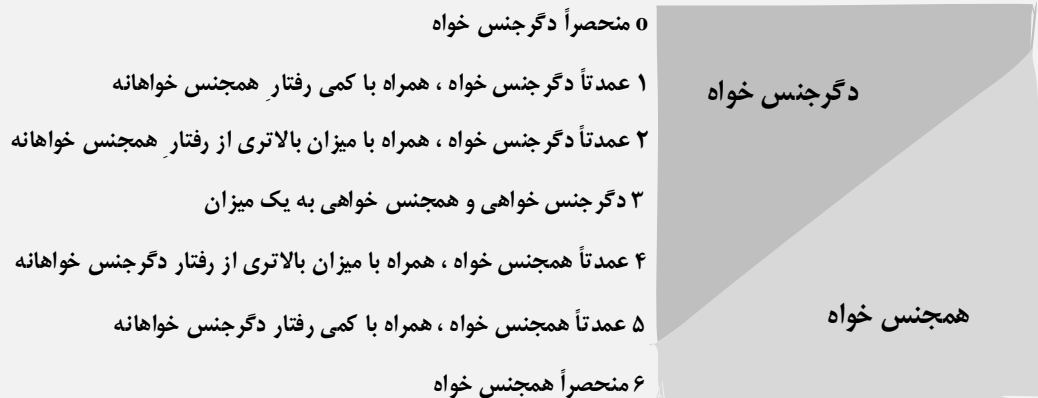 o منحصراً دگرجنس خواه
۱ عمدتاً دگرجنس خواه ، همراه با کمی رفتارِ همجنس خواهانه
۲ عمدتاً دگرجنس خواه ، همراه با میزان بالاتری از رفتارِ همجنس خواهانه
۳ دگرجنس خواهی و همجنس خواهی به یک میزان
۴ عمدتاً همجنس خواه ، همراه با میزان بالاتری از رفتار دگرجنس خواهانه
۵ عمدتاً همجنس خواه ، همراه با کمی رفتار دگرجنس خواهانه
۶ منحصراً همجنس خواه
دگرجنس خواه
همجنس خواه